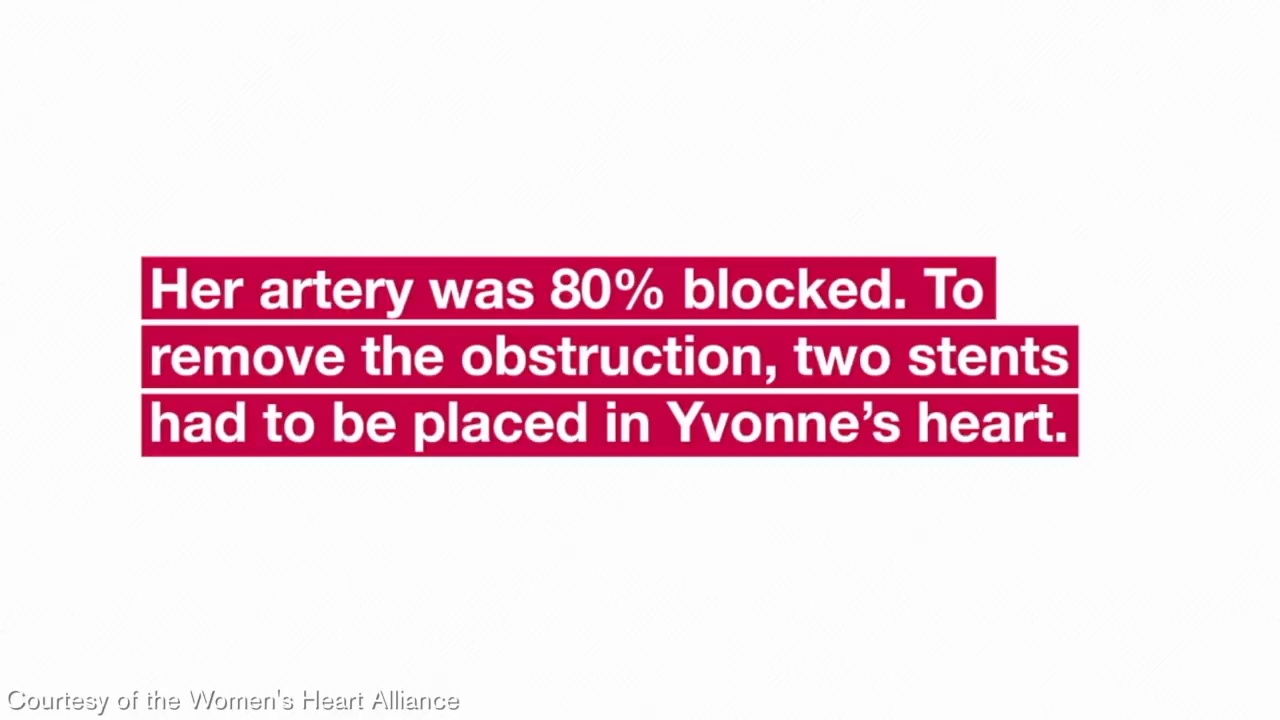 Her artery was 80% blocked. To
remove the obstruction, two stents
had to be placed in Yvonne’s heart.
Courtesy of the Women's Heart Alliance